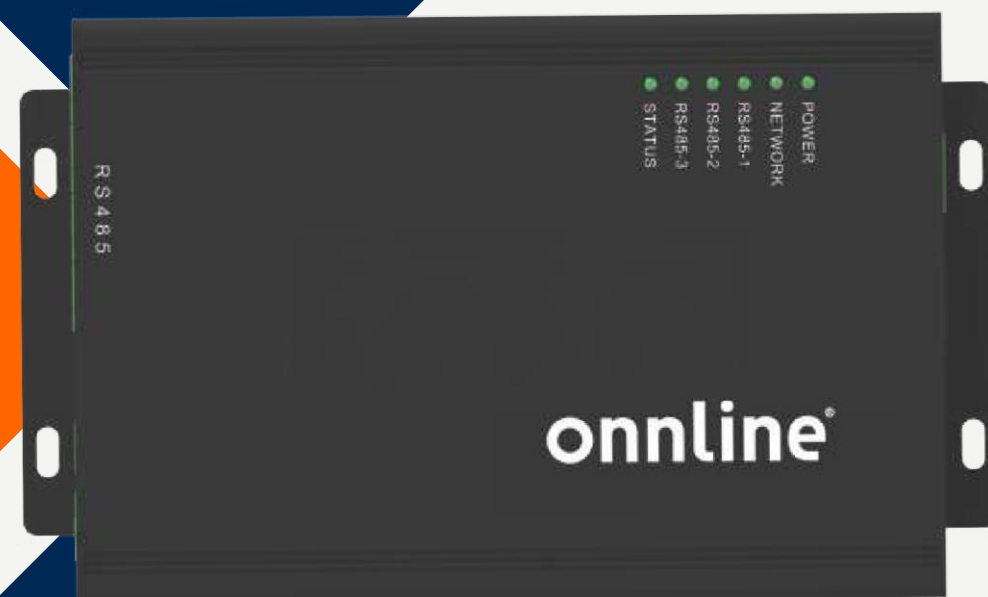 STATUS
RS485-3
RS485-2
RS485-1
NETWORK
POWER
RS485
onnline®